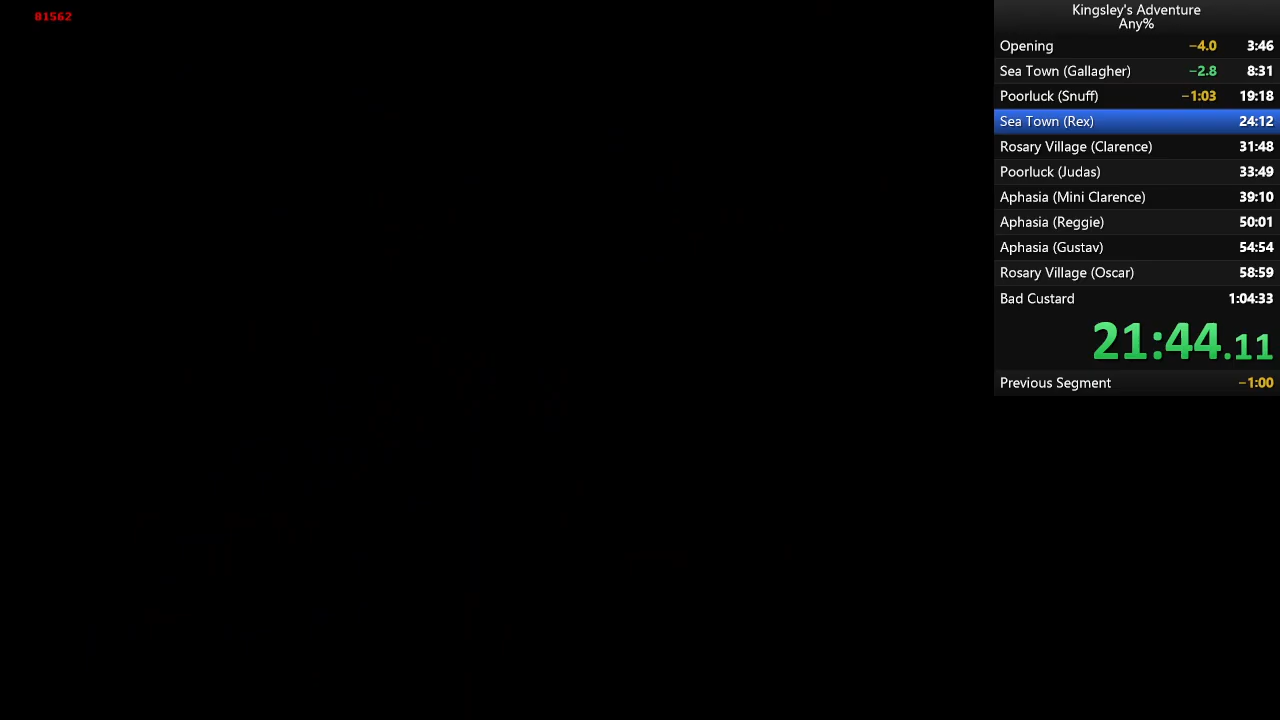 81562
Kingsley's Adventure
Any%
Opening −4.0 3:46
Sea Town (Gallagher) −2.8 8:31
Poorluck (Snuff) −1:03 19:18
Sea Town (Rex) 24:12
Rosary Village (Clarence) 31:48
Poorluck (Judas) 33:49
Aphasia (Mini Clarence) 39:10
Aphasia (Reggie) 50:01
Aphasia (Gustav) 54:54
Rosary Village (Oscar) 58:59
Bad Custard 1:04:33
21:44.11
Previous Segment −1:00